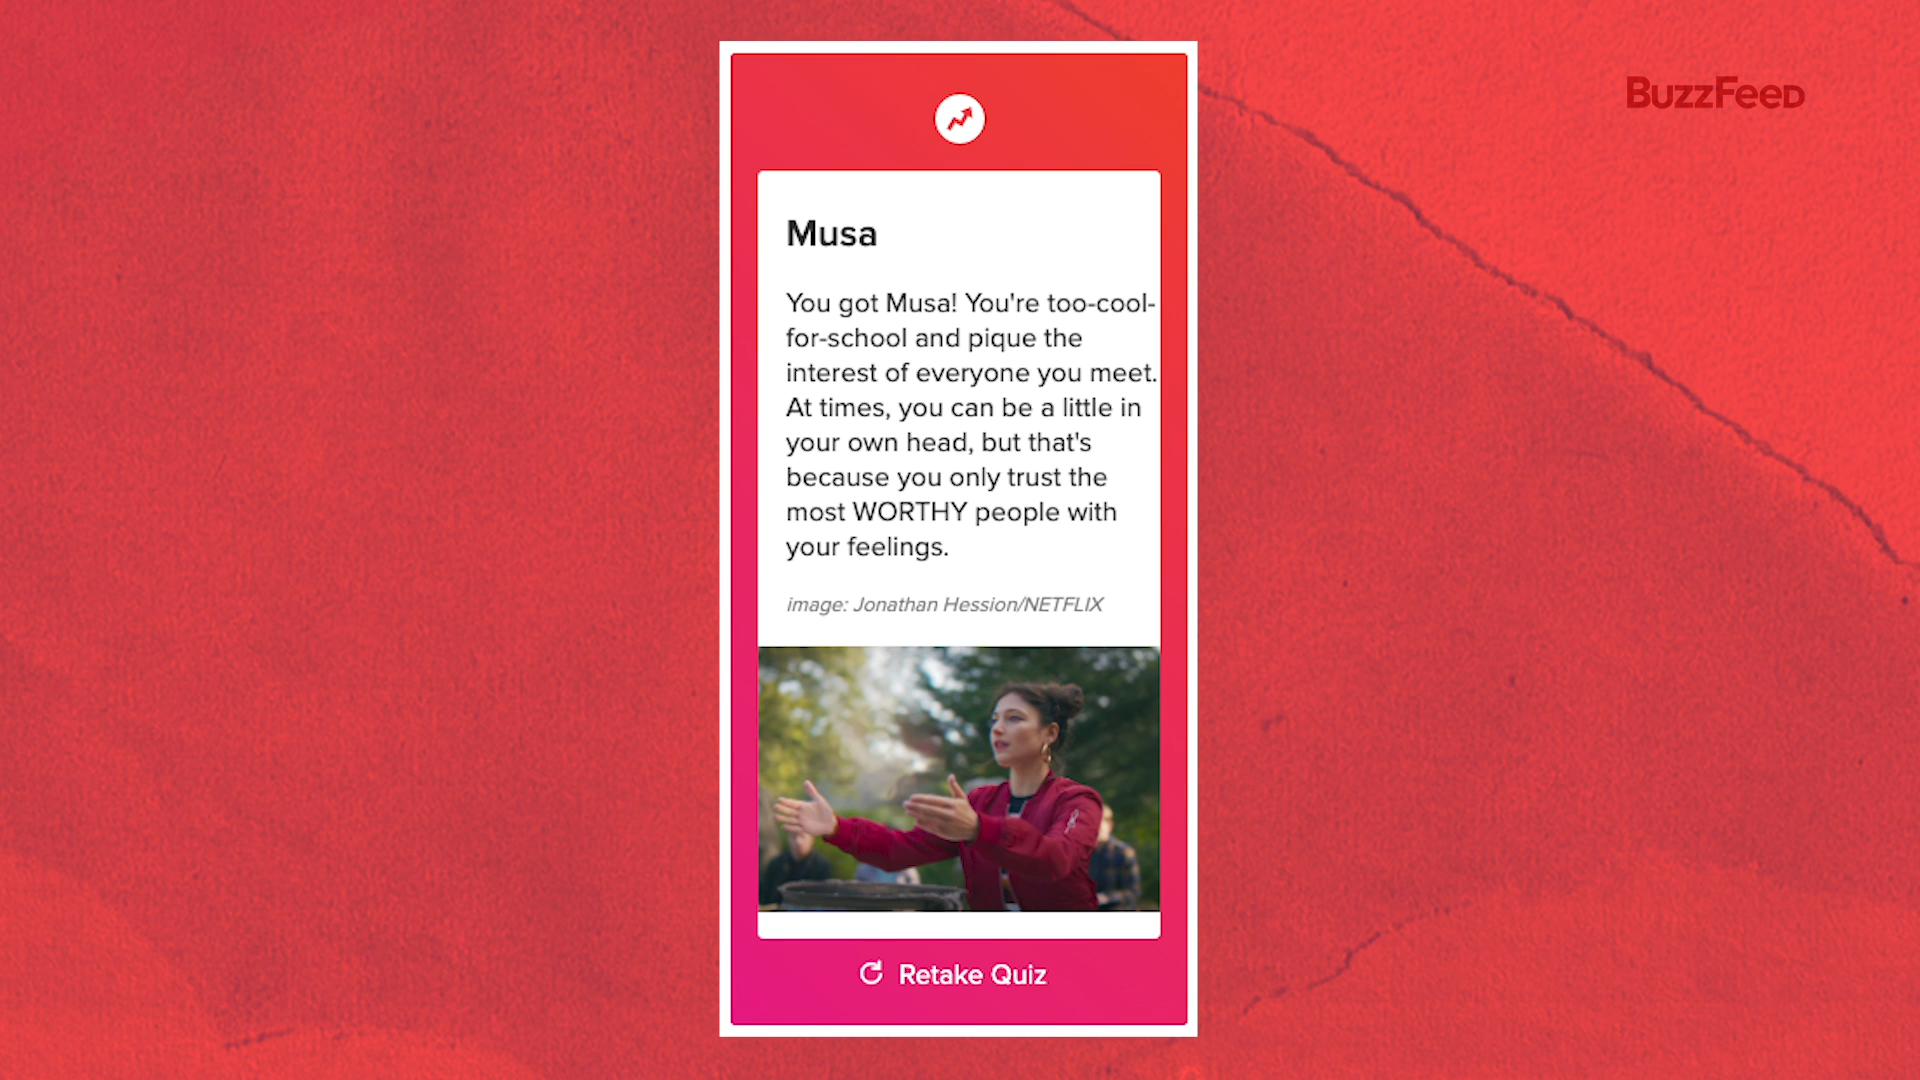 BuzzFeed
Musa
You got Musa! You're too-cool-
for-school and pique the
interest of everyone you meet.
At times, you can be a little in
your own head, but that's
because you only trust the
most WORTHY people with
your feelings.
image: Jonathan Hession/NETFLIX
Retake Quiz